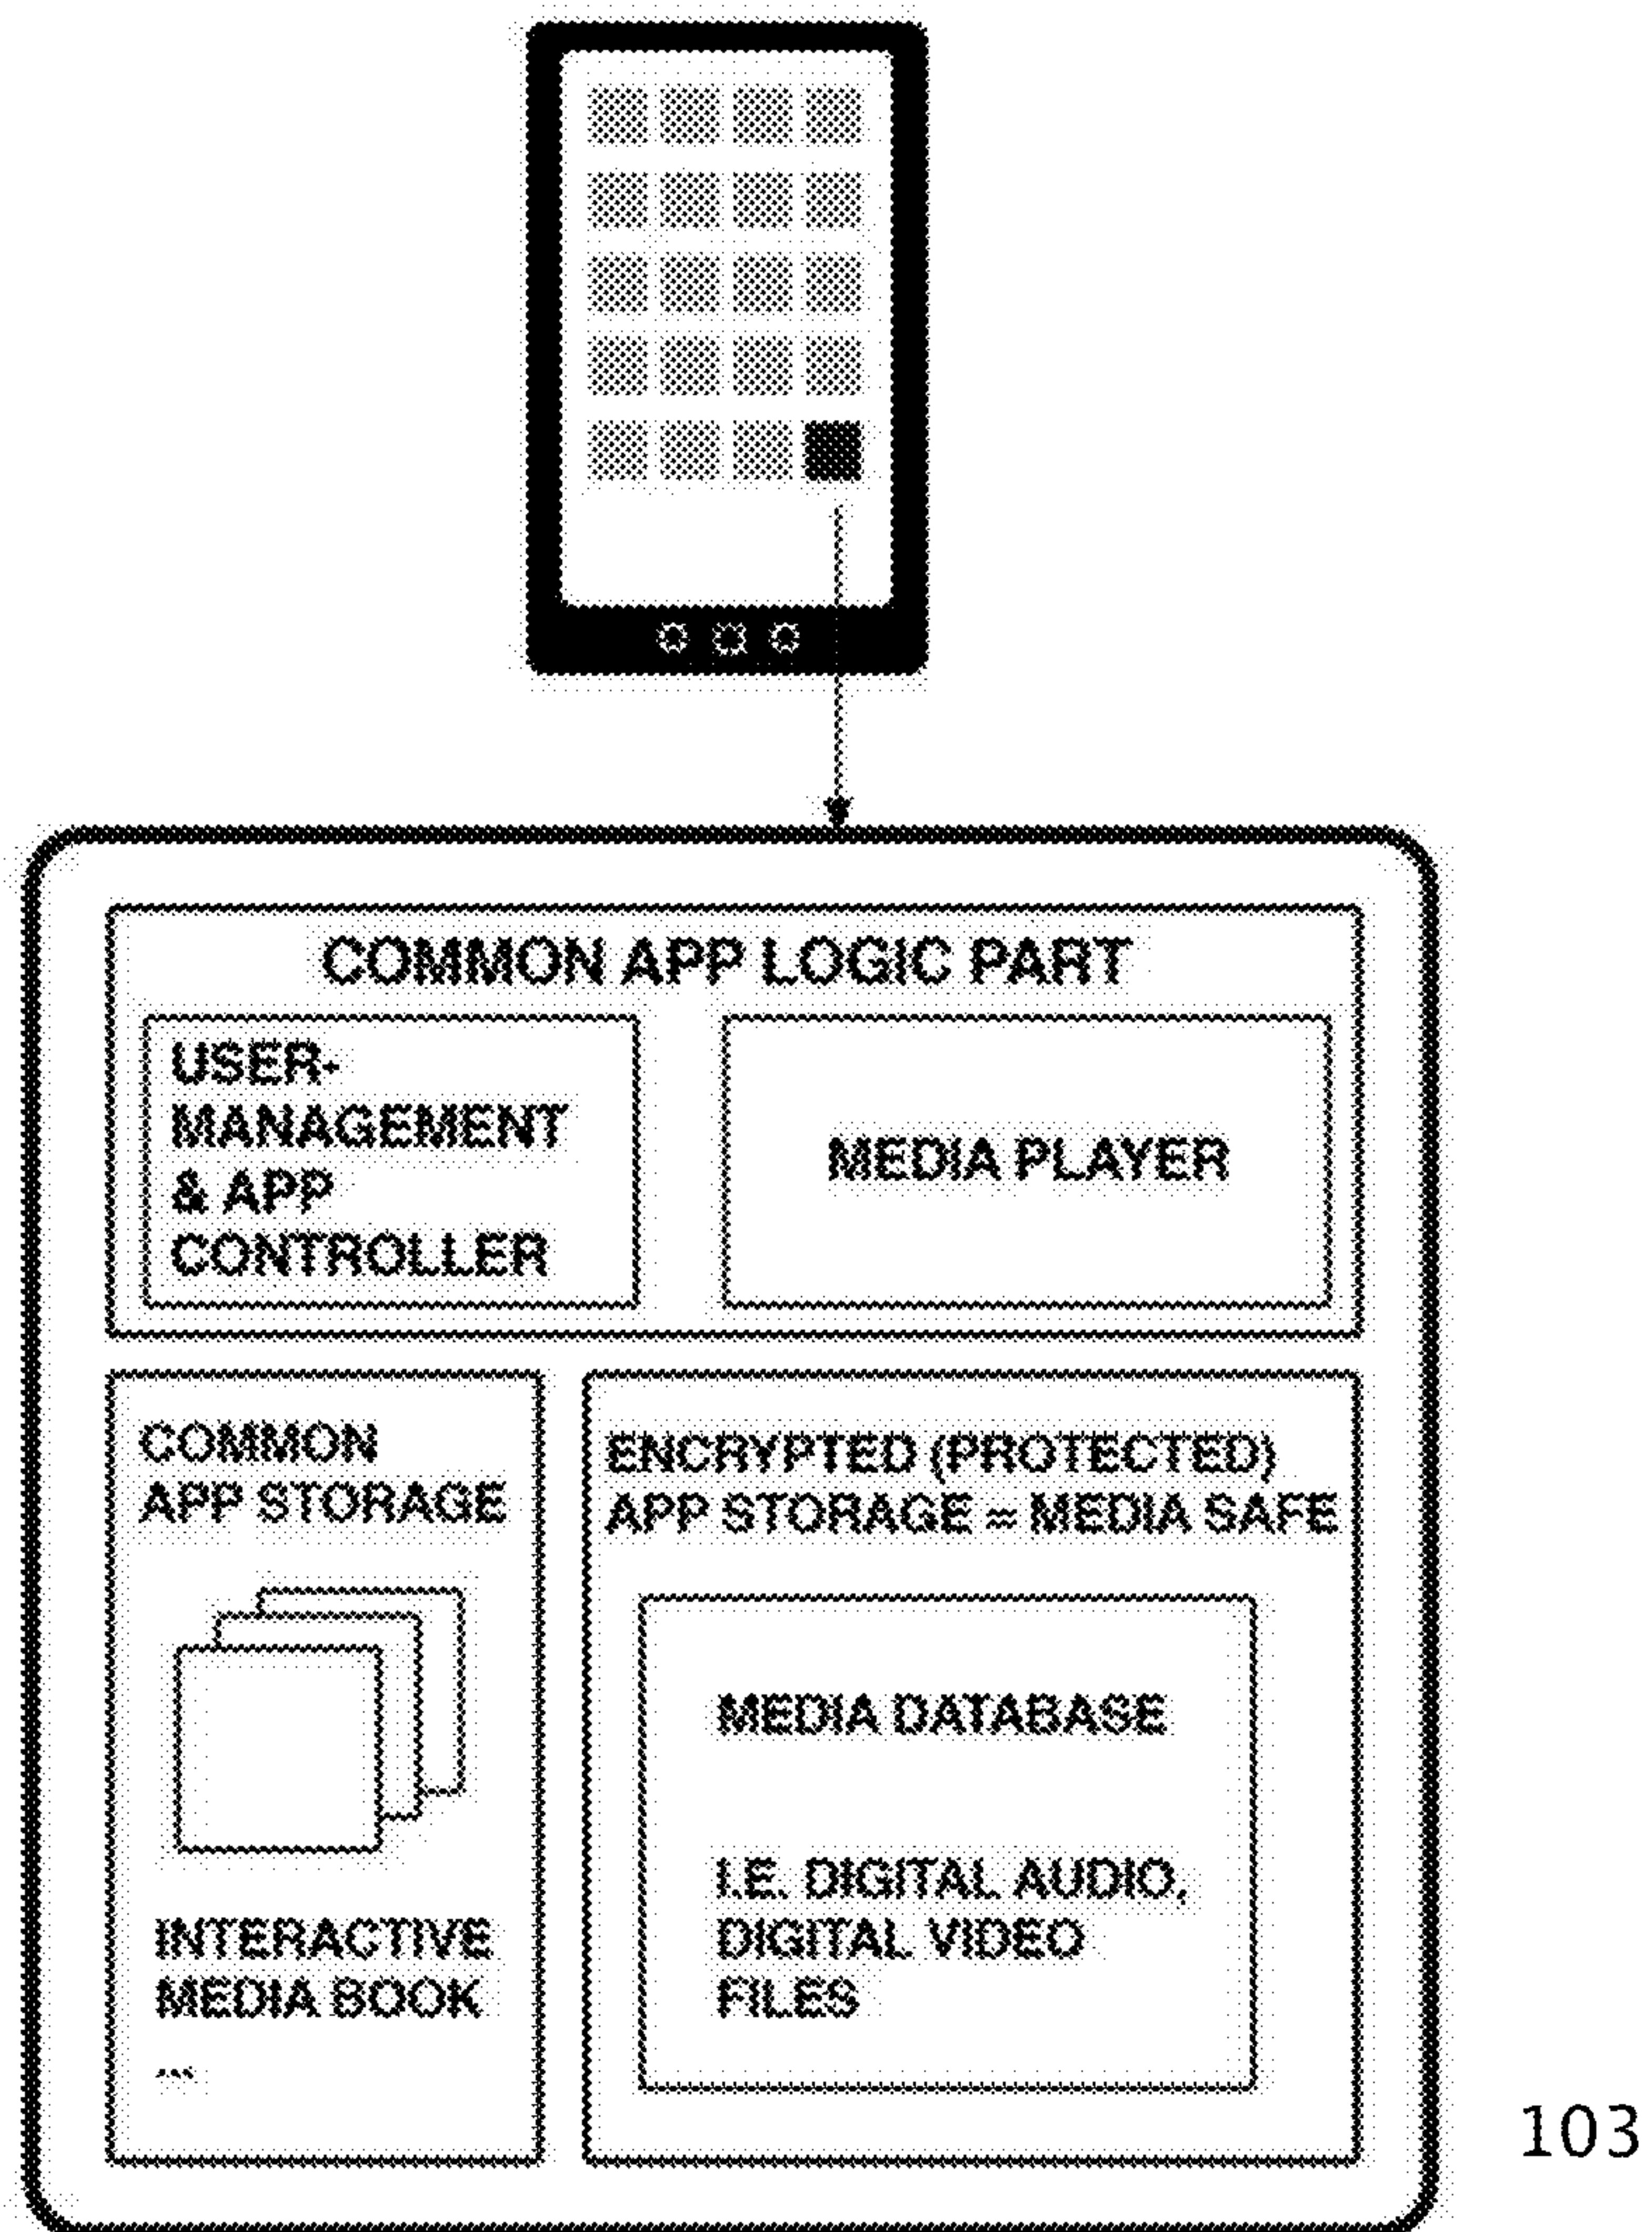 COMMON APP LOGIC PART
USER-
MANAGEMENT
& APP
CONTROLLER
MEDIA PLAYER
COMMON
APP STORAGE
INTERACTIVE
MEDIA BOOK
...
ENCRYPTED (PROTECTED)
APP STORAGE = MEDIA SAFE
MEDIA DATABASE
I.E. DIGITAL AUDIO,
DIGITAL VIDEO
FILES
103